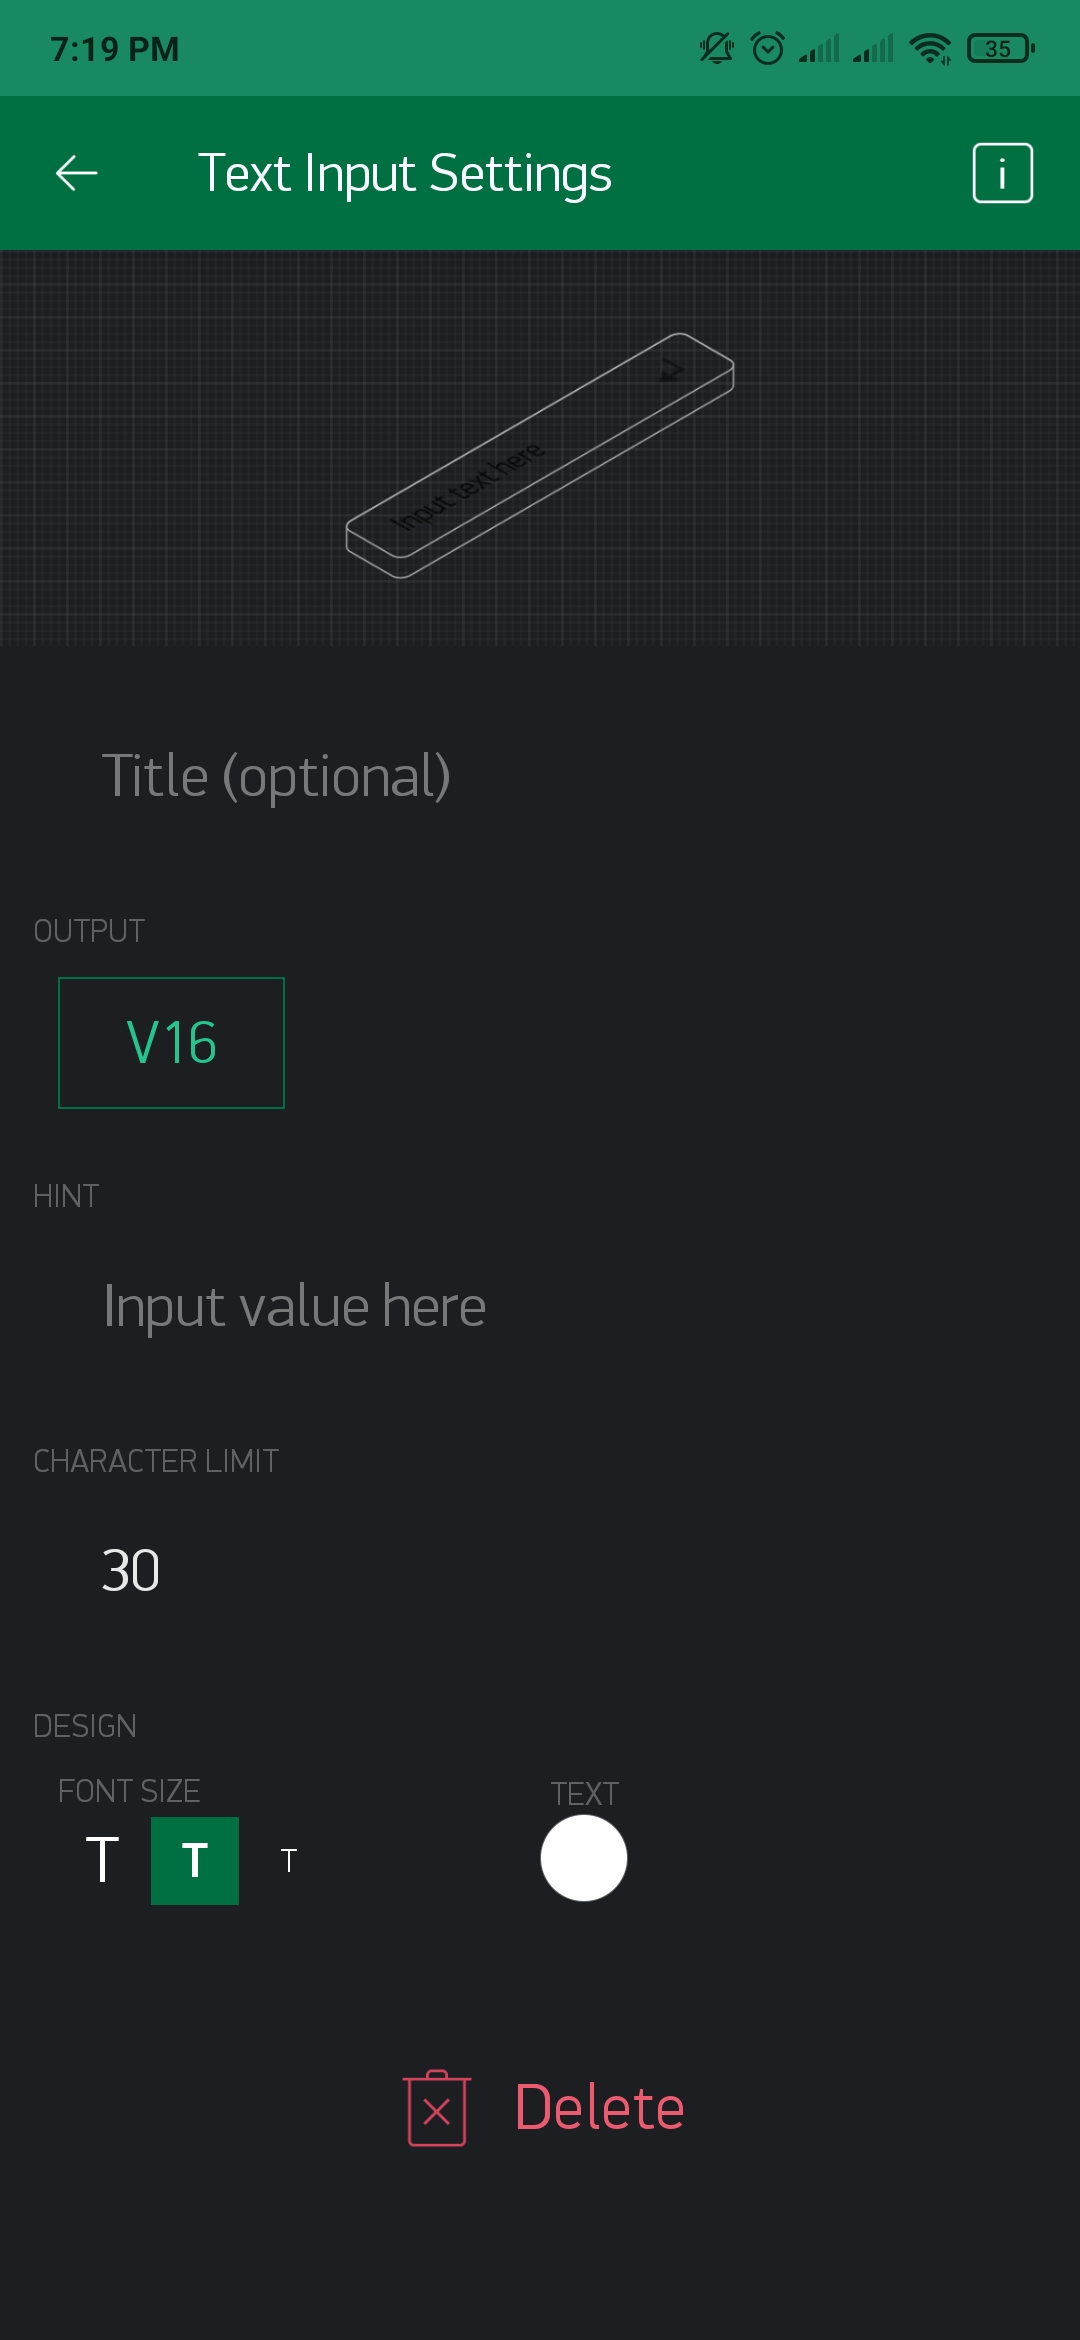 7:19 PM
35
Text Input Settings
i
Input text here
Title (optional)
OUTPUT
V16
HINT
Input value here
CHARACTER LIMIT
30
DESIGN
FONT SIZE
TEXT
T T T
Delete